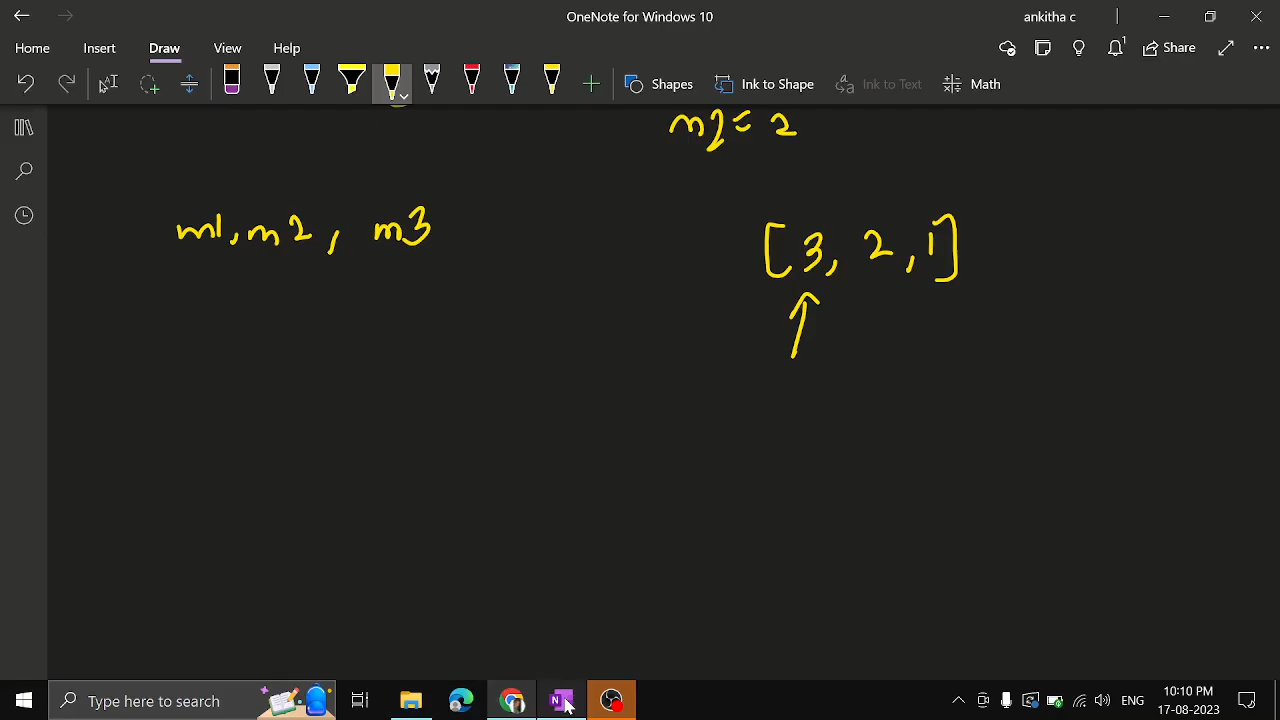 OneNote for Windows 10
ankitha c
Home Insert Draw View Help
Share
Shapes Ink to Shape Ink to Text Math
m2 = 2
m1, m2, m3
[3, 2, 1]
Type here to search
ENG
10:10 PM
17-08-2023